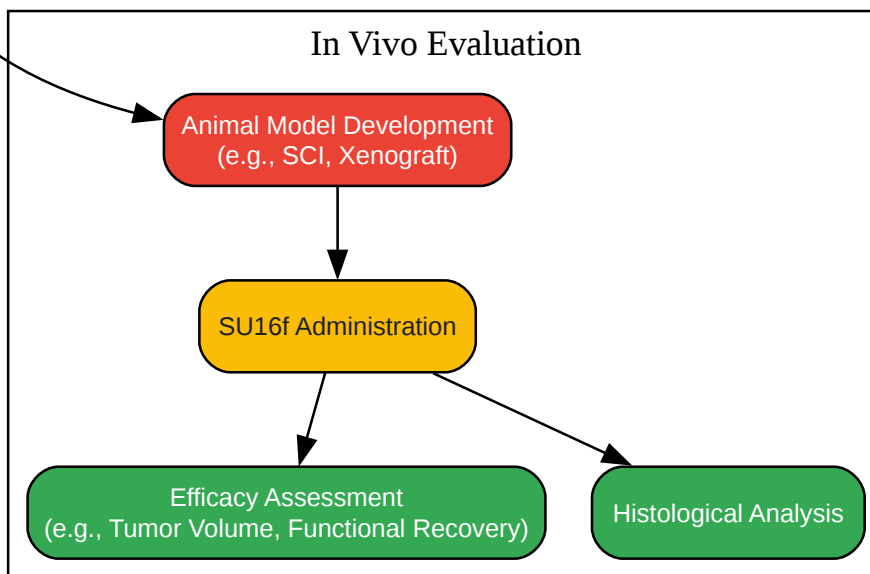 In Vivo Evaluation
Animal Model Development
(e.g., SCI, Xenograft)
SU16f Administration
Efficacy Assessment
(e.g., Tumor Volume, Functional Recovery)
Histological Analysis